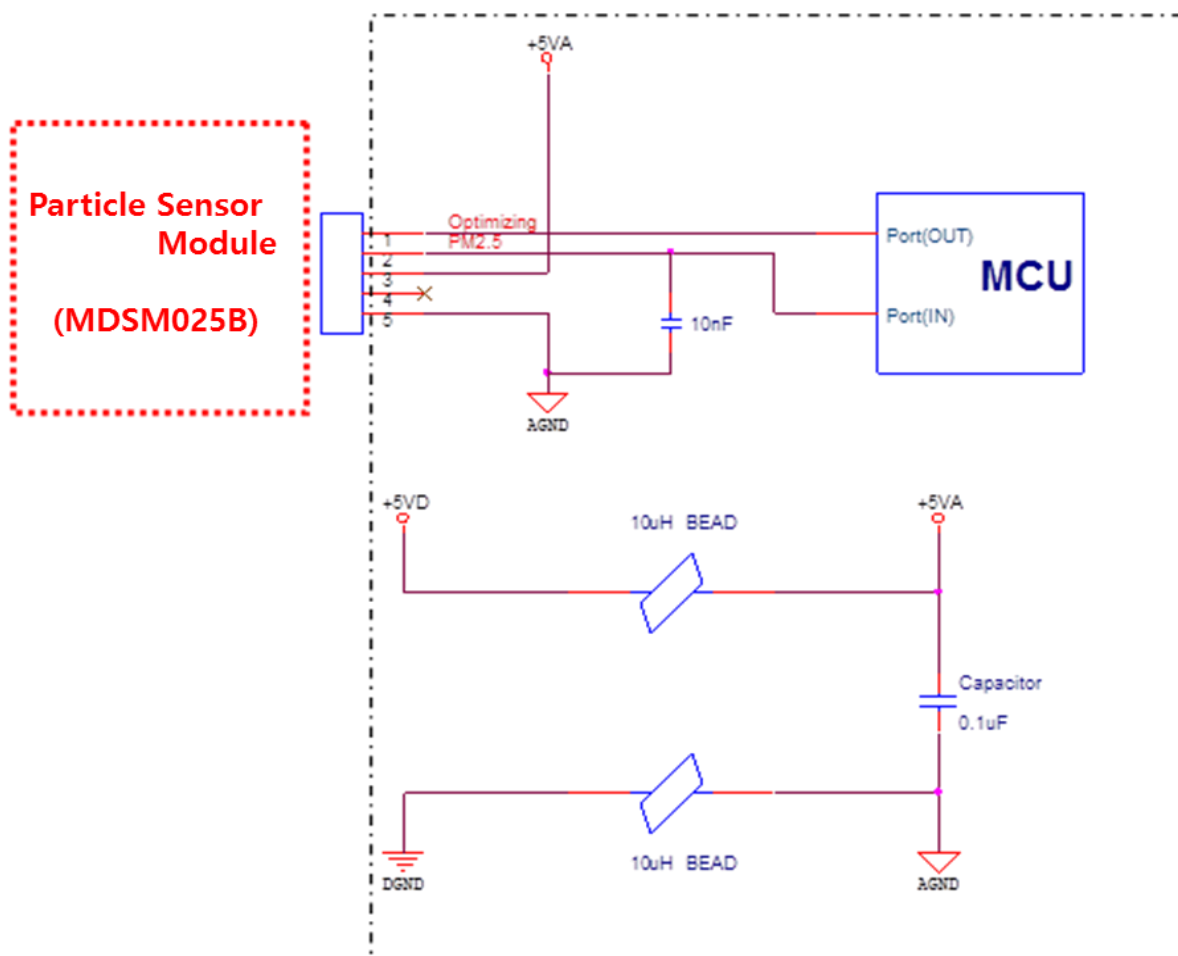 +5VA
Particle Sensor
Module
(MDSM025B)
Optimizing
PM2.5
1
2
3
4
5
Port(OUT)
MCU
Port(IN)
10nF
AGND
+5VD
10uH BEAD
+5VA
Capacitor
0.1uF
10uH BEAD
DGND
AGND